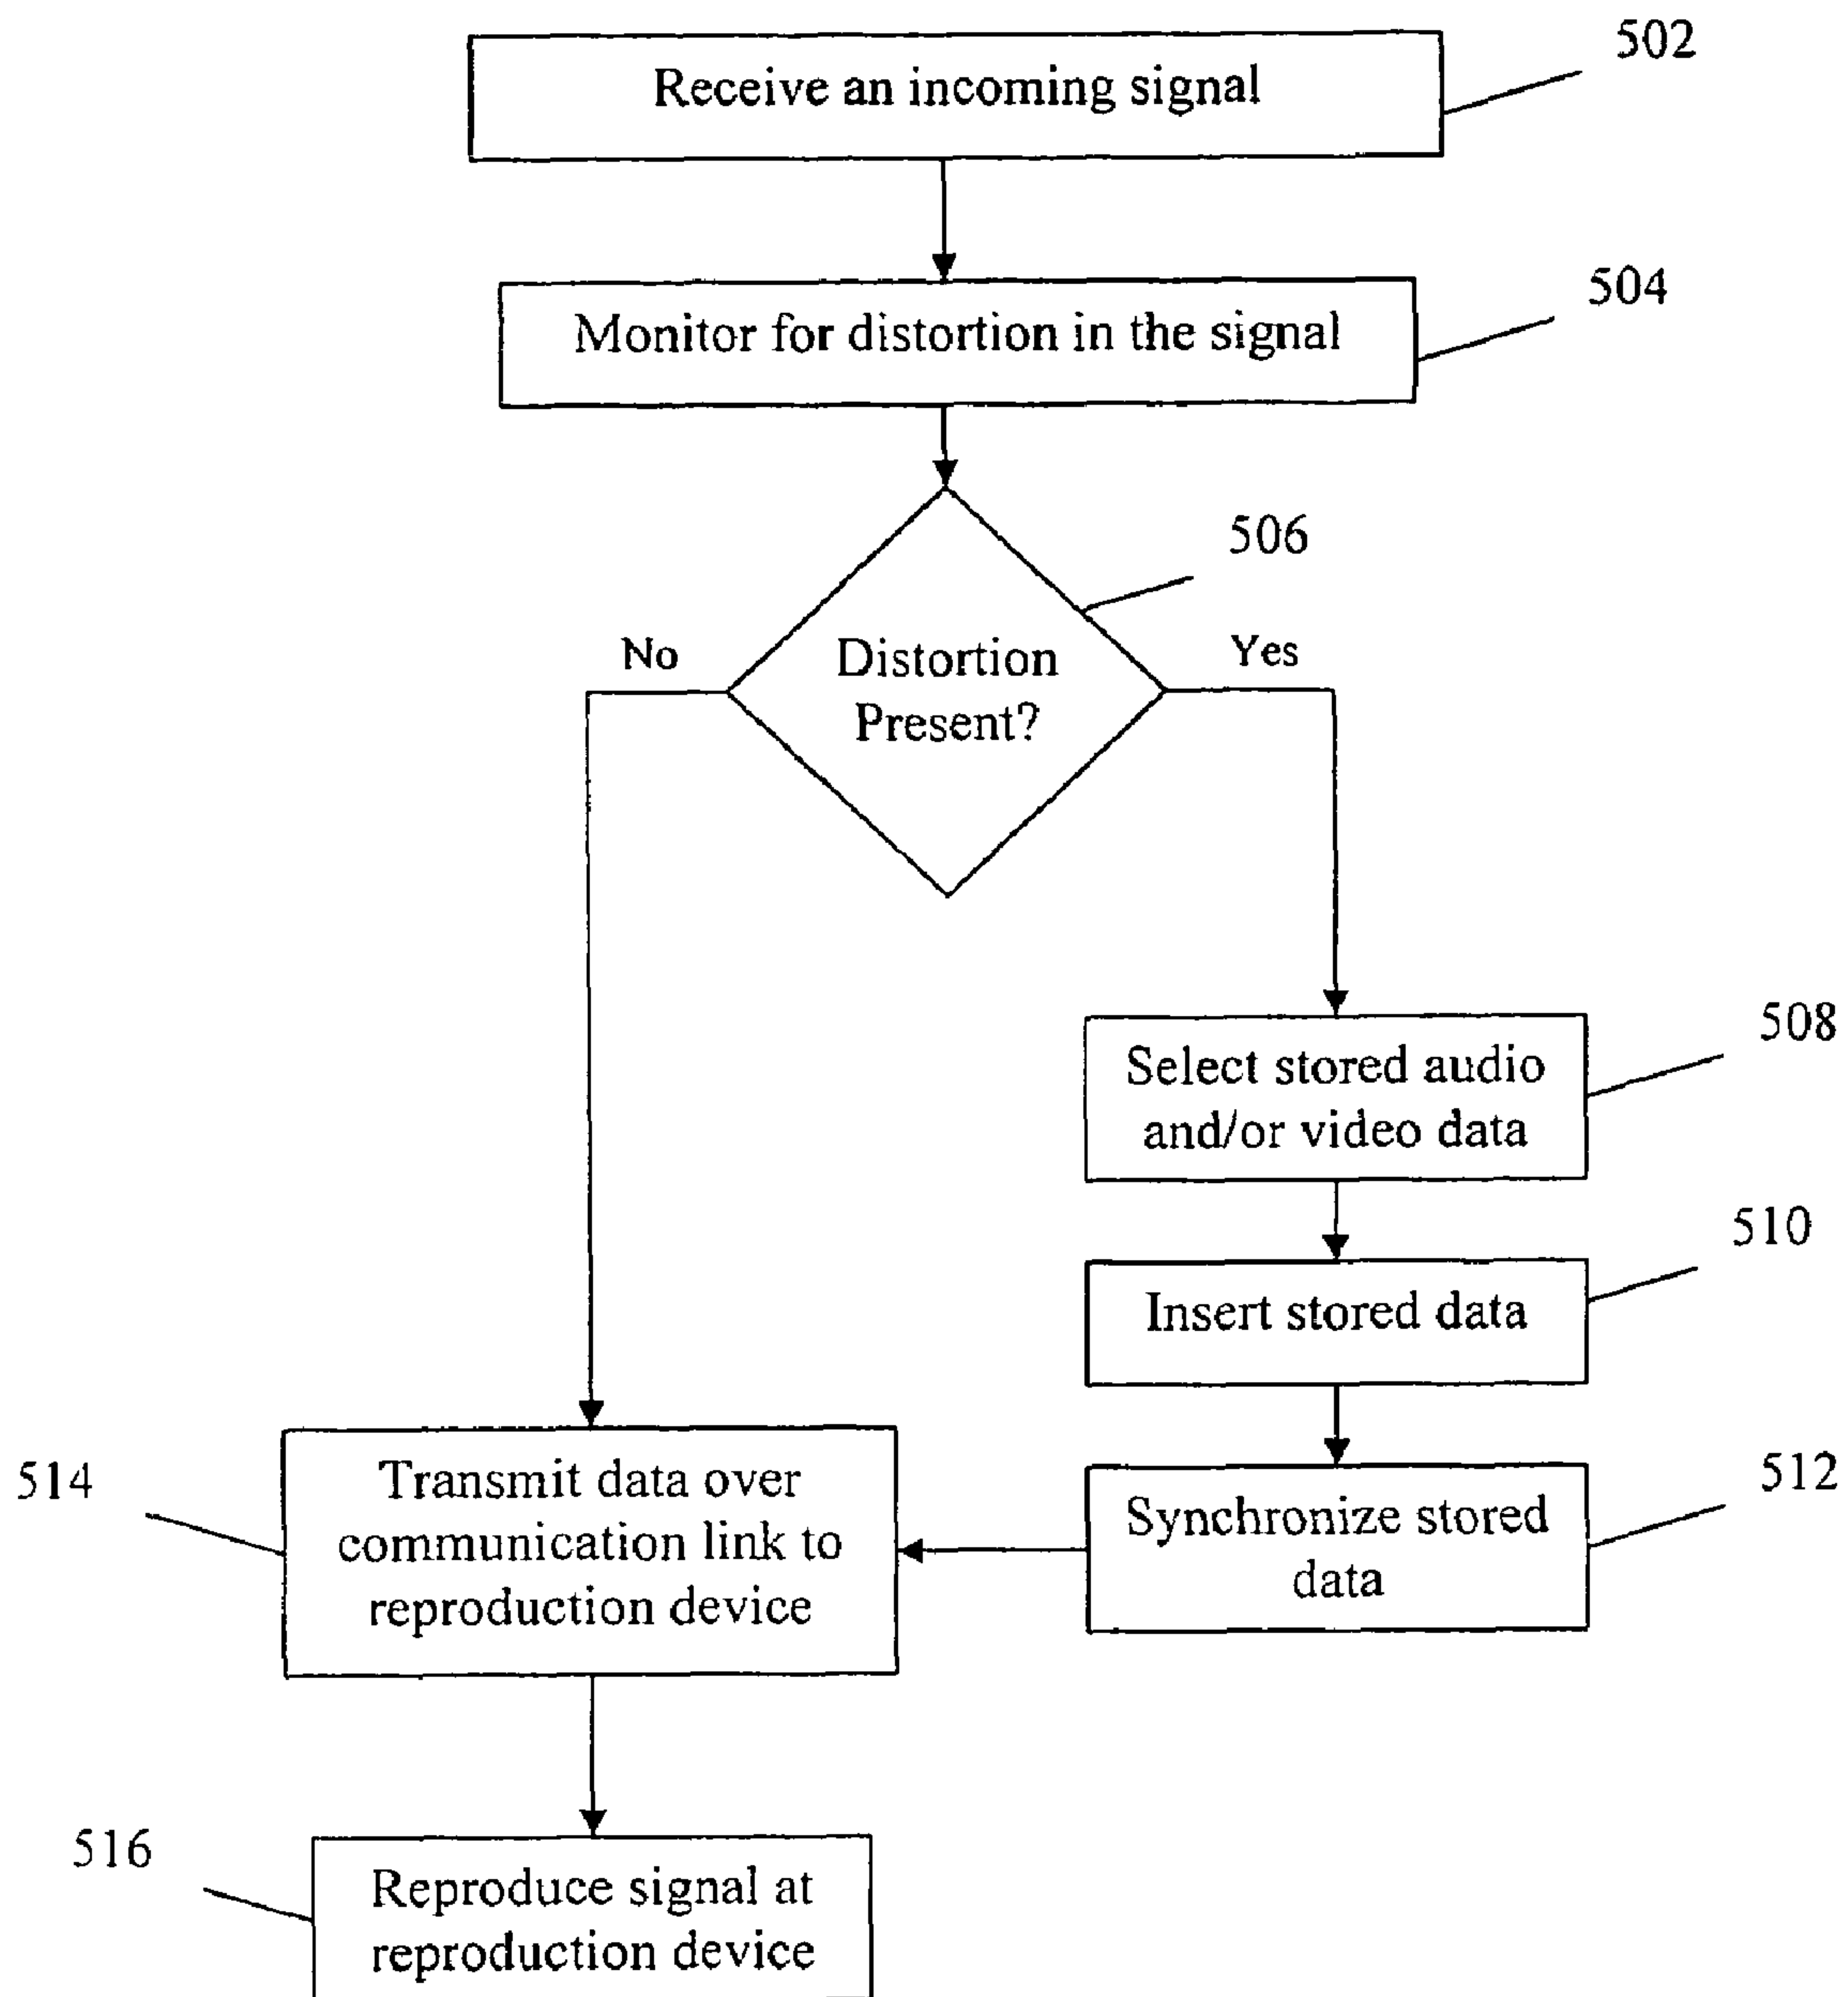 502
Receive an incoming signal
504
Monitor for distortion in the signal
506
No
Distortion
Present?
Yes
508
Select stored audio
and/or video data
510
Insert stored data
514
Transmit data over
communication link to
reproduction device
512
Synchronize stored
data
516
Reproduce signal at
reproduction device